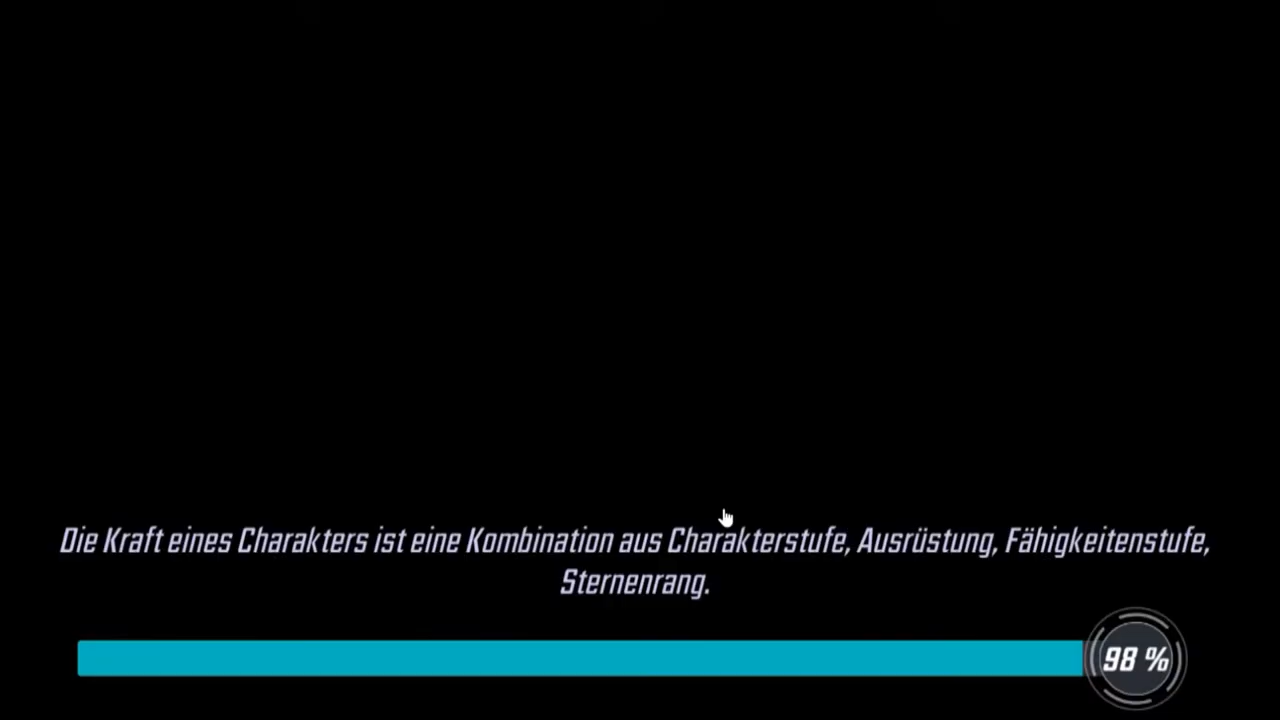 Die Kraft eines Charakters ist eine Kombination aus Charakterstufe, Ausrüstung, Fähigkeitenstufe,
Sternenrang.
98 %